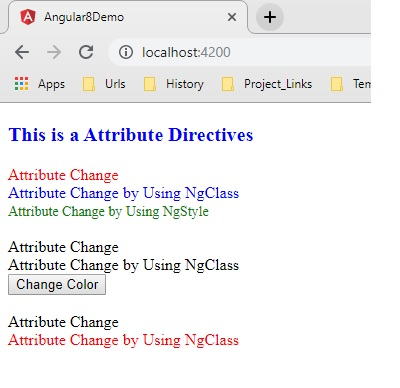 Angular8Demo
localhost:4200
Apps Urls History Project_Links
This is a Attribute Directives
Attribute Change
Attribute Change by Using NgClass
Attribute Change by Using NgStyle
Attribute Change
Attribute Change by Using NgClass
Change Color
Attribute Change
Attribute Change by Using NgClass